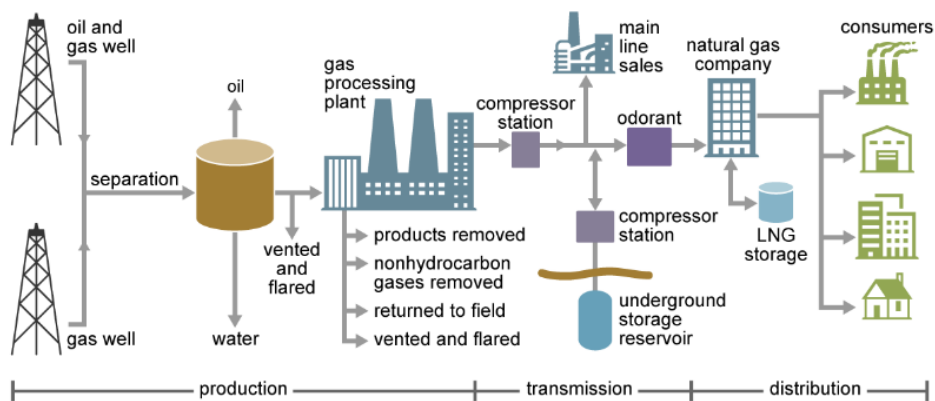 oil and
gas well
oil
separation
gas well
water
vented
and
flared
gas
processing
plant
products removed
nonhydrocarbon
gases removed
returned to field
vented and flared
compressor
station
main
line
sales
odorant
compressor
station
underground
storage
reservoir
natural gas
company
LNG
storage
consumers
production
transmission
distribution